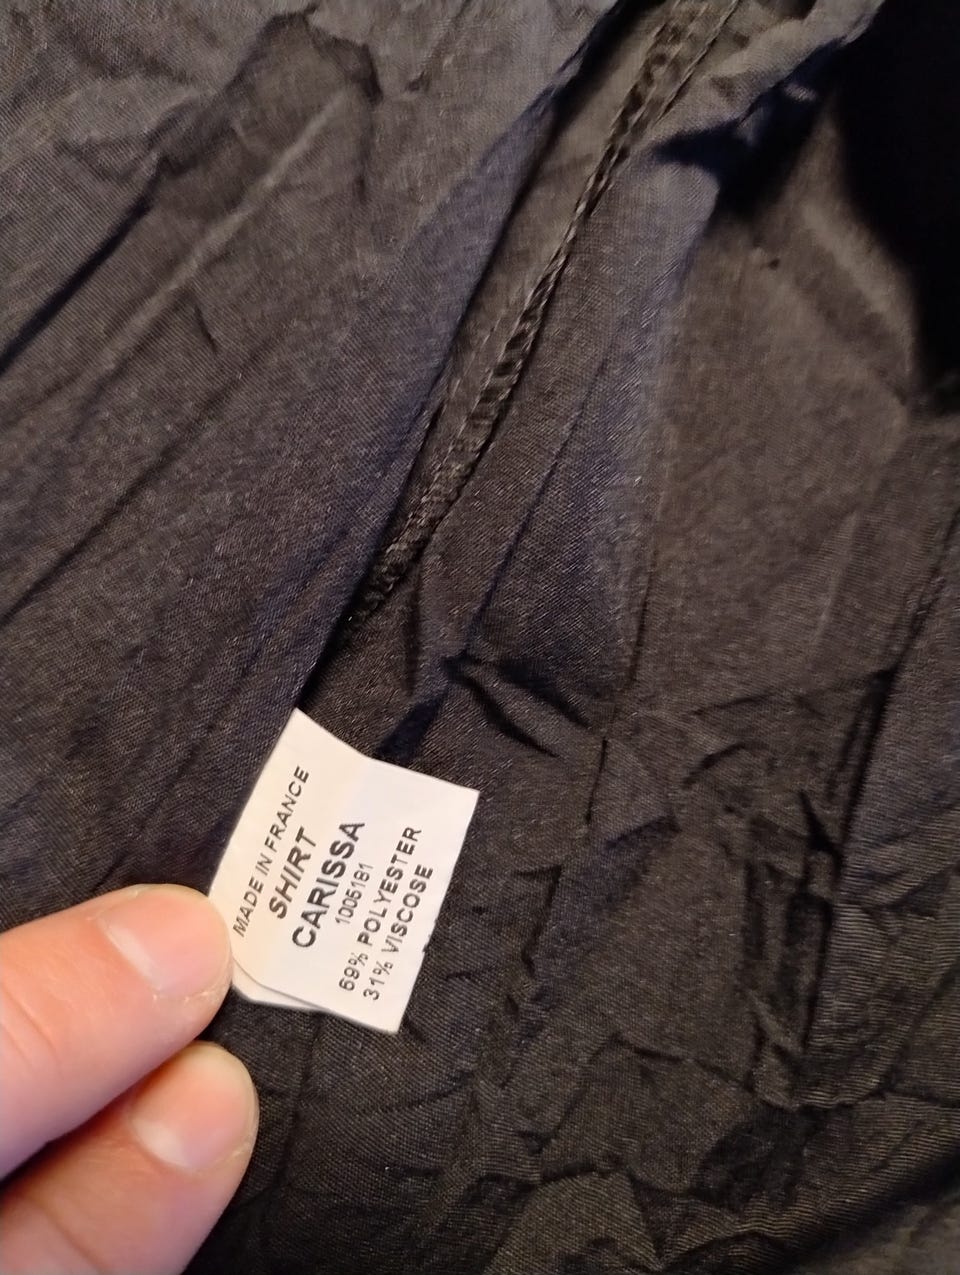 MADE IN FRANCE
SHIRT
CARISSA
1005181
69% POLYESTER
31% VISCOSE